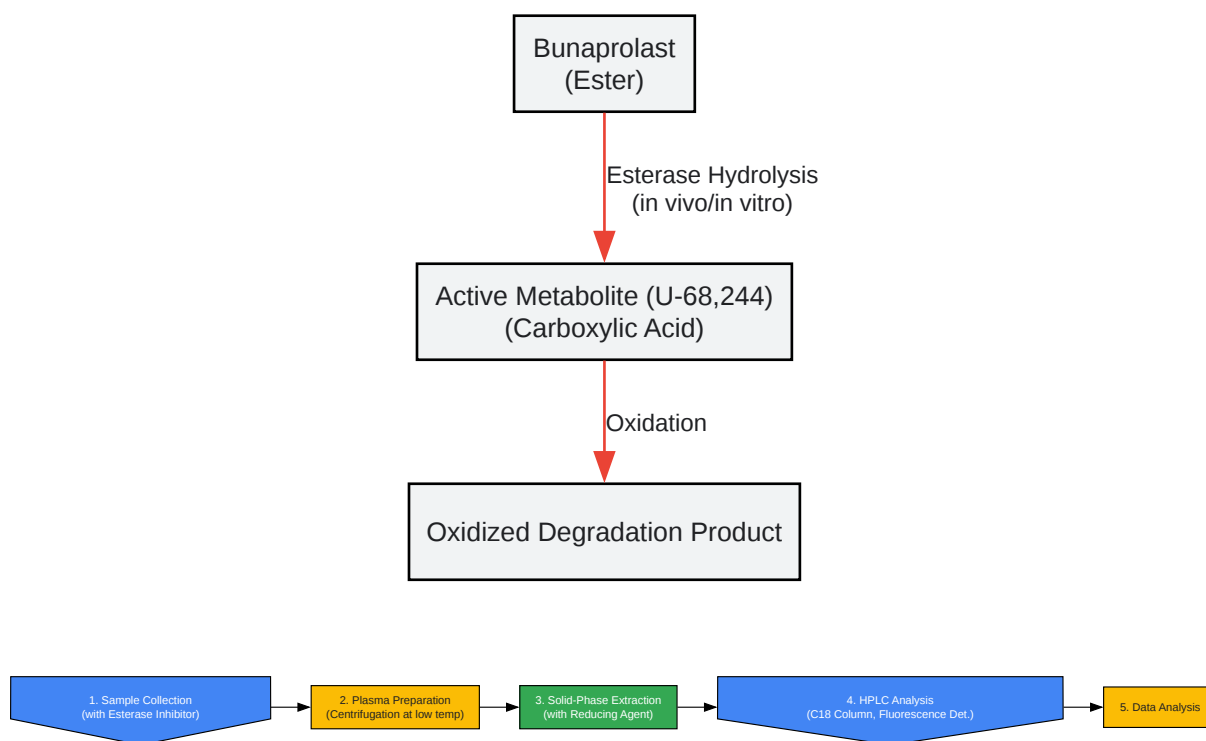 Bunaprolast
(Ester)
Esterase Hydrolysis
(in vivo/in vitro)
Active Metabolite (U-68,244)
(Carboxylic Acid)
Oxidation
Oxidized Degradation Product
1. Sample Collection
(with Esterase Inhibitor)
2. Plasma Preparation
(Centrifugation at low temp)
3. Solid-Phase Extraction
(with Reducing Agent)
4. HPLC Analysis
(C18 Column, Fluorescence Det.)
5. Data Analysis